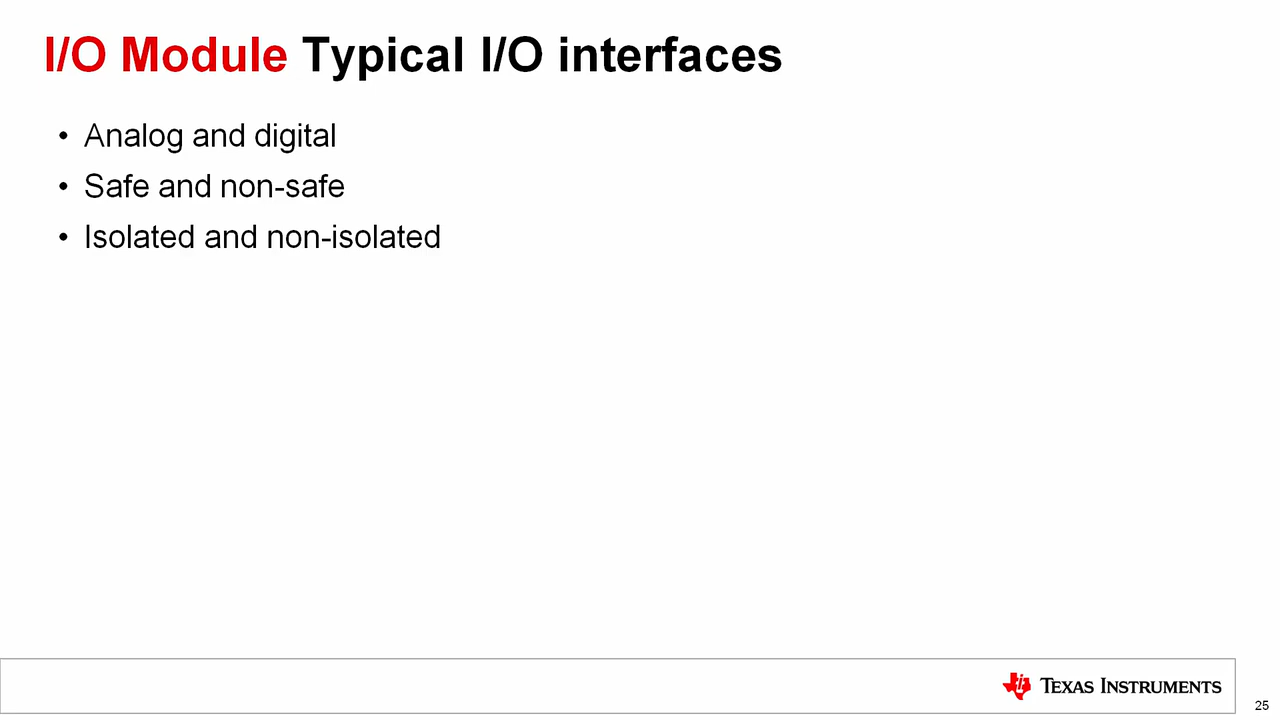 I/O Module Typical I/O interfaces
• Analog and digital
• Safe and non-safe
• Isolated and non-isolated
TEXAS INSTRUMENTS
25